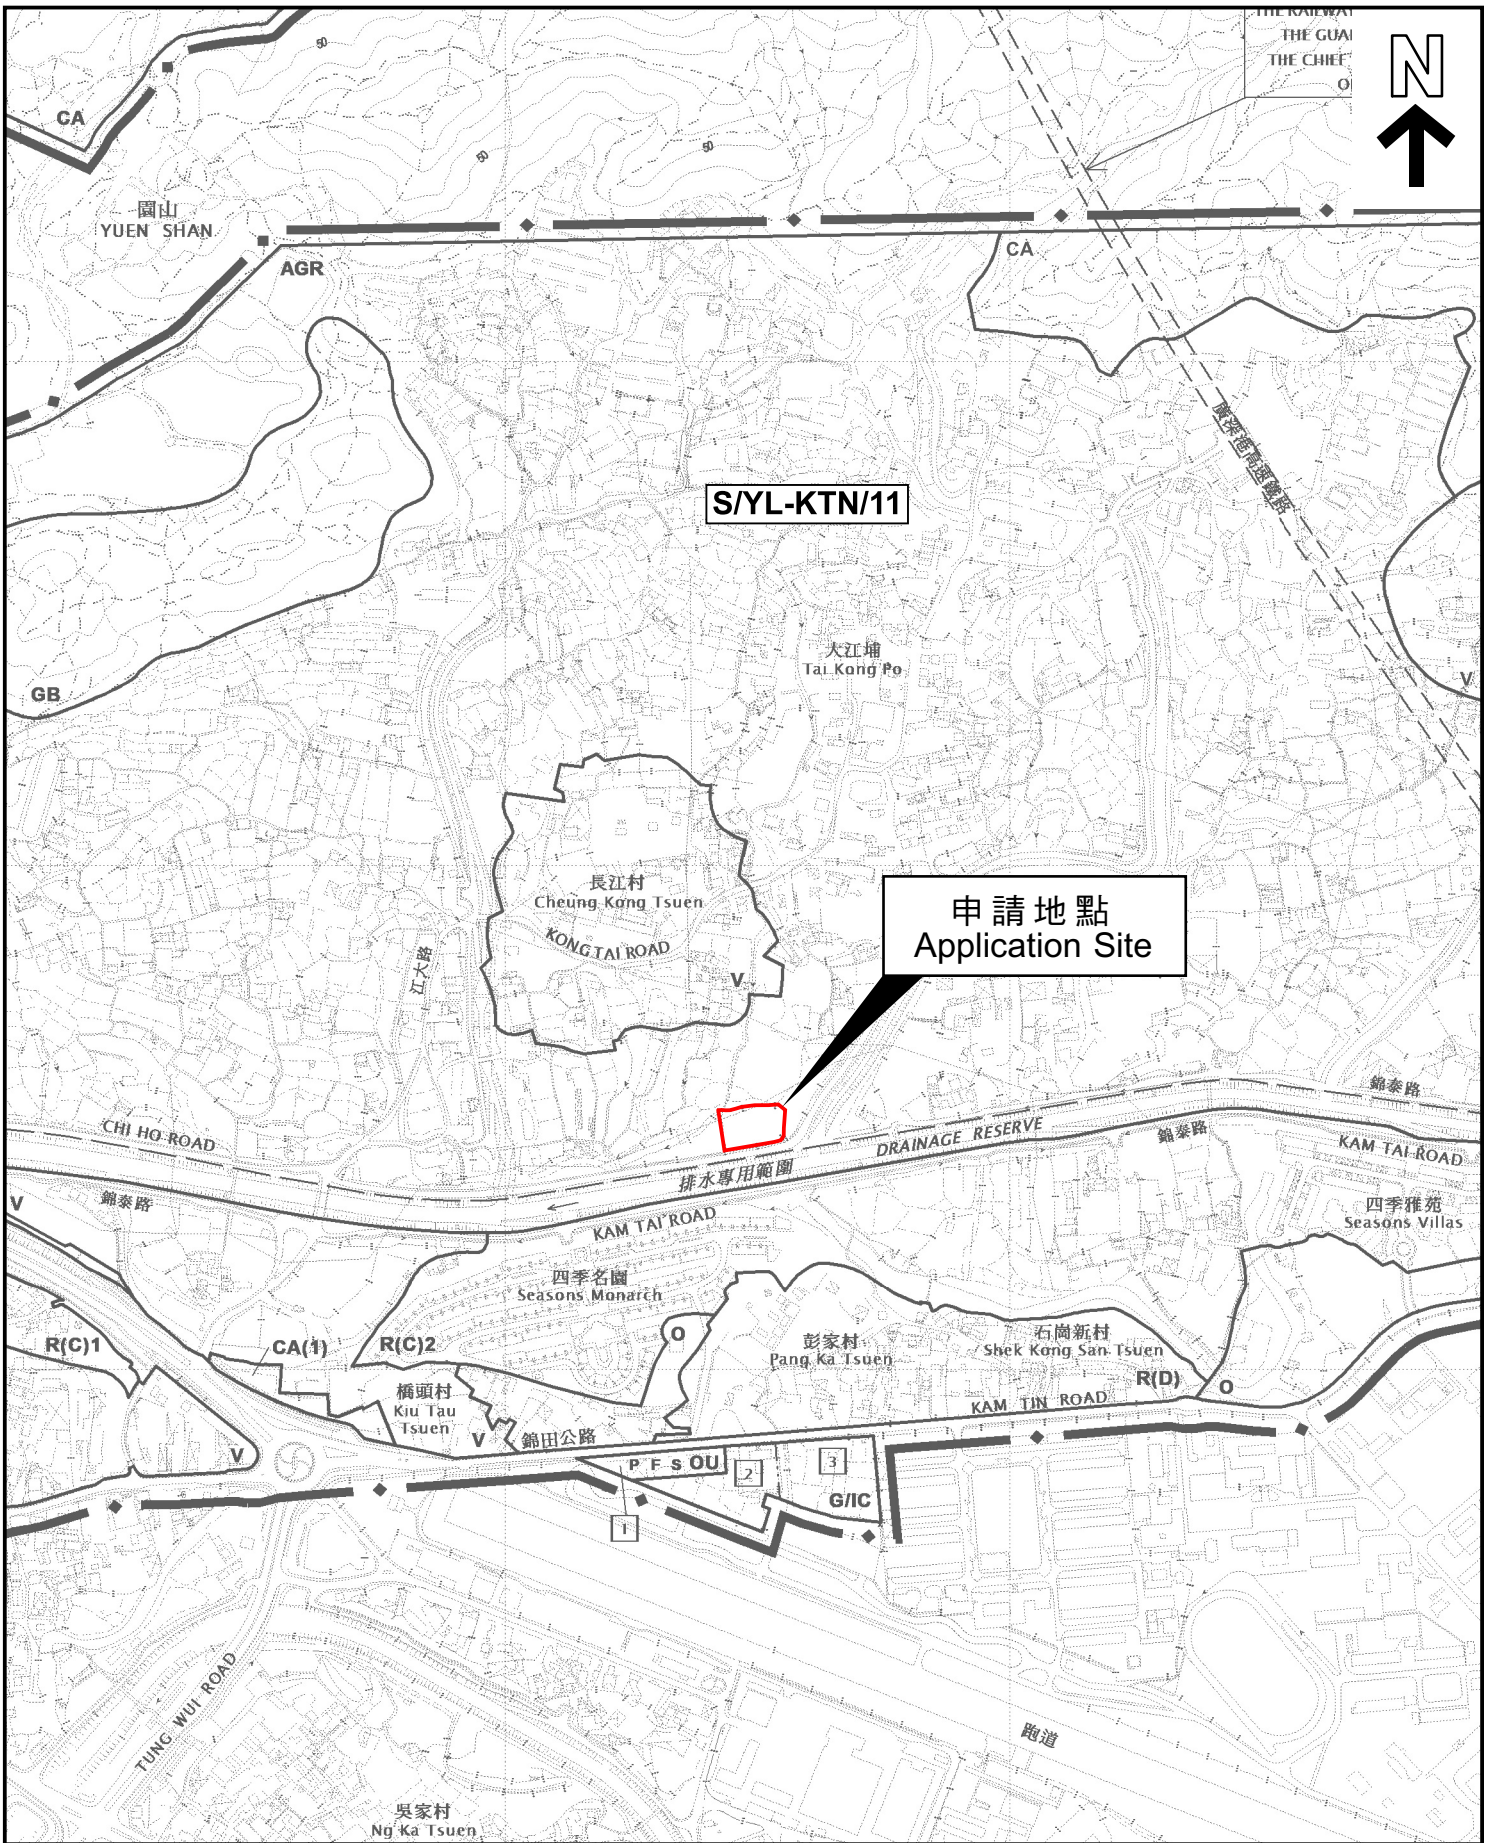 THE RAILWAY
THE GUA
THE CHIEF
O
N
50
CA
50
50
園山
YUEN SHAN
AGR
CA
廣深港高速鐵路
S/YL-KTN/11
大江埔
Tai Kong Po
GB
V
長江村
Cheung Kong Tsuen
KONG TAI ROAD
江大路
V
申請地點
Application Site
錦泰路
CHI HO ROAD
DRAINAGE RESERVE
錦泰路
KAM TAI ROAD
排水專用範圍
錦泰路
V
KAM TAI ROAD
四季雅苑
Seasons Villas
四季名園
Seasons Monarch
R(C)1
CA(1)
R(C)2
O
彭家村
Pang Ka Tsuen
石崗新村
Shek Kong San Tsuen
R(D)
O
橋頭村
Kiu Tau
Tsuen
KAM TIN ROAD
V
V
錦田公路
P F S OU
2
3
G/IC
1
TUNG WUI ROAD
跑道
吳家村
Ng Ka Tsuen